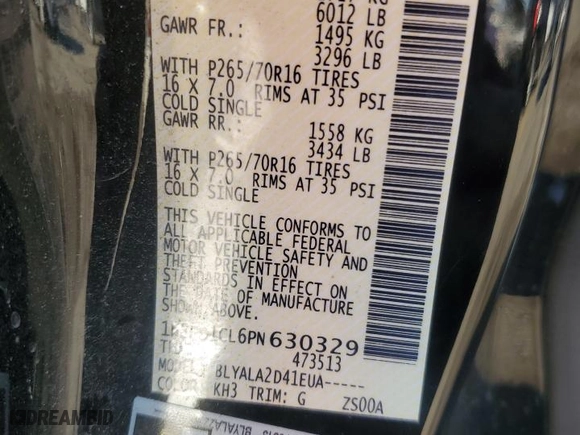 6012 LB
GAWR FR.: 1495 KG
3296 LB
WITH P265/70R16 TIRES
16 X 7.0 RIMS AT 35 PSI
COLD SINGLE
GAWR RR.: 1558 KG
3434 LB
WITH P265/70R16 TIRES
16 X 7.0 RIMS AT 35 PSI
COLD SINGLE
THIS VEHICLE CONFORMS TO
ALL APPLICABLE FEDERAL
MOTOR VEHICLE SAFETY AND
THEFT PREVENTION
STANDARDS IN EFFECT ON
THE DATE OF MANUFACTURE
SHOWN ABOVE.
CL6PN 630329
473513
MODEL: BLYALA2D41EUA-----
COLOR: KH3 TRIM: G ZS00A
DREAMBID